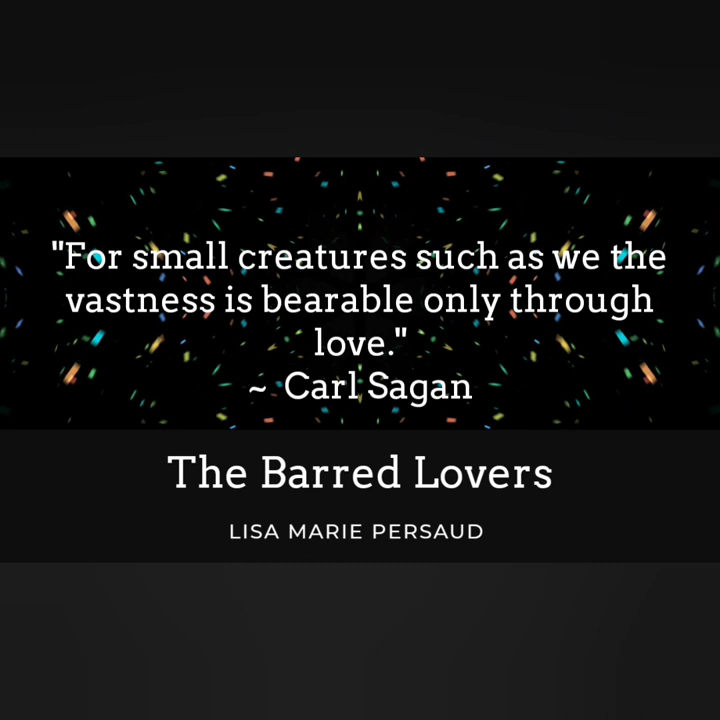 "For small creatures such as we the
vastness is bearable only through
love."
~ Carl Sagan
The Barred Lovers
LISA MARIE PERSAUD